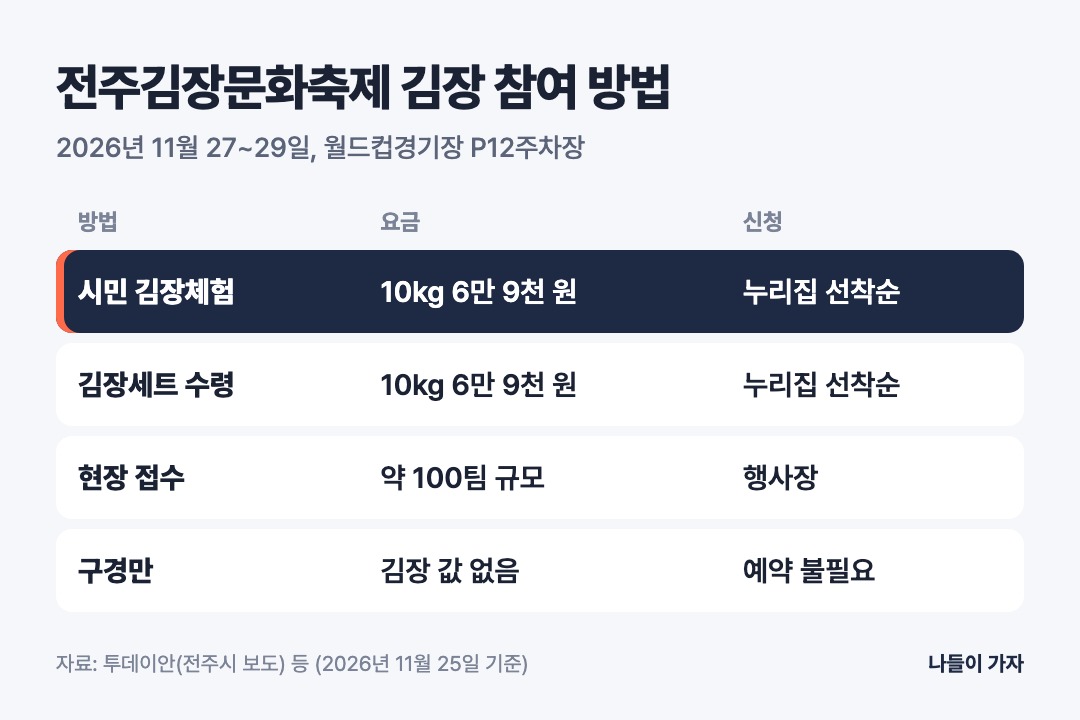 전주김장문화축제 김장 참여 방법
2026년 11월 27~29일, 월드컵경기장 P12주차장
방법 요금 신청
시민 김장체험 10kg 6만 9천 원 누리집 선착순
김장세트 수령 10kg 6만 9천 원 누리집 선착순
현장 접수 약 100팀 규모 행사장
구경만 김장 값 없음 예약 불필요
자료: 투데이안(전주시 보도) 등 (2026년 11월 25일 기준) 나들이 가자